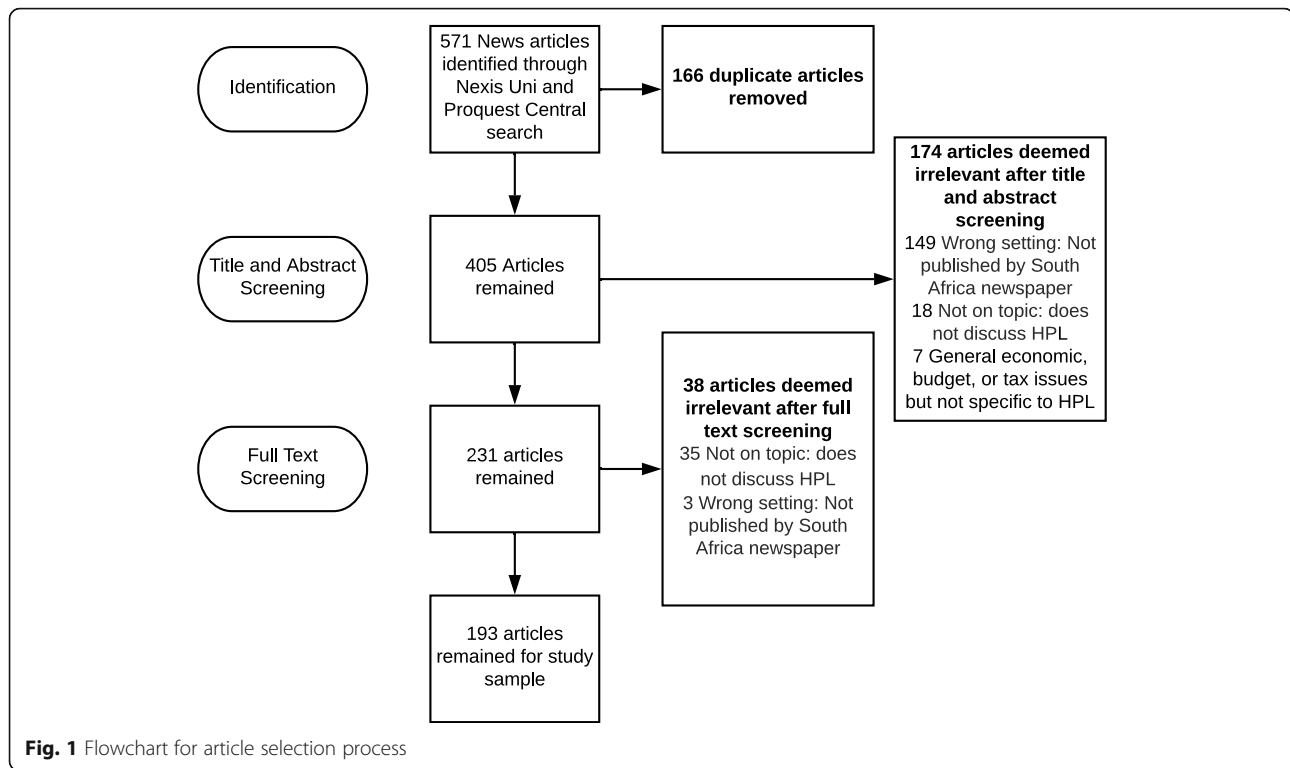 Identification
571 News articles
identified through
Nexis Uni and
Proquest Central
search
166 duplicate articles
removed
Title and Abstract
Screening
405 Articles
remained
174 articles deemed
irrelevant after title
and abstract
screening
149 Wrong setting: Not
published by South
Africa newspaper
18 Not on topic: does
not discuss HPL
7 General economic,
budget, or tax issues
but not specific to HPL
Full Text
Screening
231 articles
remained
38 articles deemed
irrelevant after full
text screening
35 Not on topic: does
not discuss HPL
3 Wrong setting: Not
published by South
Africa newspaper
193 articles
remained for study
sample
Fig. 1 Flowchart for article selection process